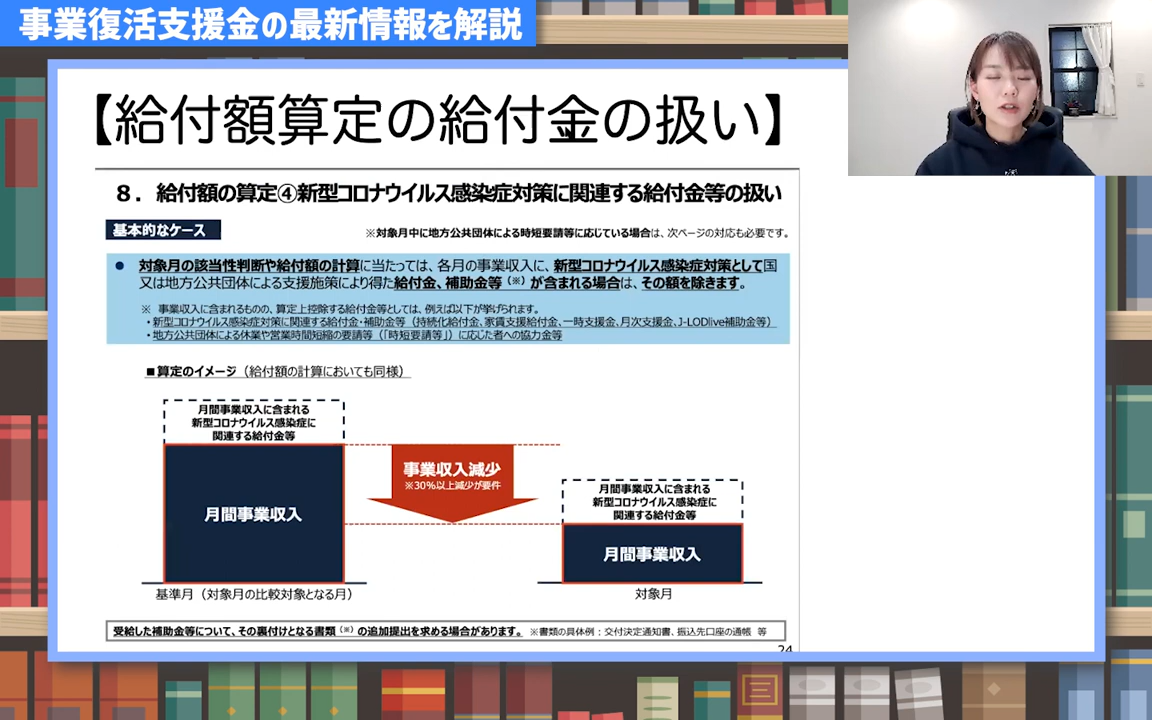 事業復活支援金の最新情報を解説
【給付額算定の給付金の扱い】
8． 給付額の算定④新型コロナウイルス感染症対策に関連する給付金等の扱い
基本的なケース
※対象月中に地方公共団体による時短要請等に応じている場合は、次ページの対応も必要です。
● 対象月の該当性判断や給付額の計算に当たっては、各月の事業収入に、新型コロナウイルス感染症対策として国
又は地方公共団体による支援施策により得た給付金、補助金等（※）が含まれる場合は、その額を除きます。
※ 事業収入に含まれるものの、算定上控除する給付金等としては、例えば以下が挙げられます。
・新型コロナウイルス感染症対策に関連する給付金・補助金等（持続化給付金、家賃支援給付金、一時支援金、月次支援金、J-LODlive補助金等）
・地方公共団体による休業や営業時間短縮の要請等（「時短要請等」）に応じた者への協力金等
■算定のイメージ（給付額の計算においても同様）
月間事業収入に含まれる
新型コロナウイルス感染症に
関連する給付金等
月間事業収入
事業収入減少
※30%以上減少が要件
月間事業収入に含まれる
新型コロナウイルス感染症に
関連する給付金等
月間事業収入
基準月（対象月の比較対象となる月）
対象月
受給した補助金等について、その裏付けとなる書類（※）の追加提出を求める場合があります。 ※書類の具体例：交付決定通知書、振込先口座の通帳 等
24